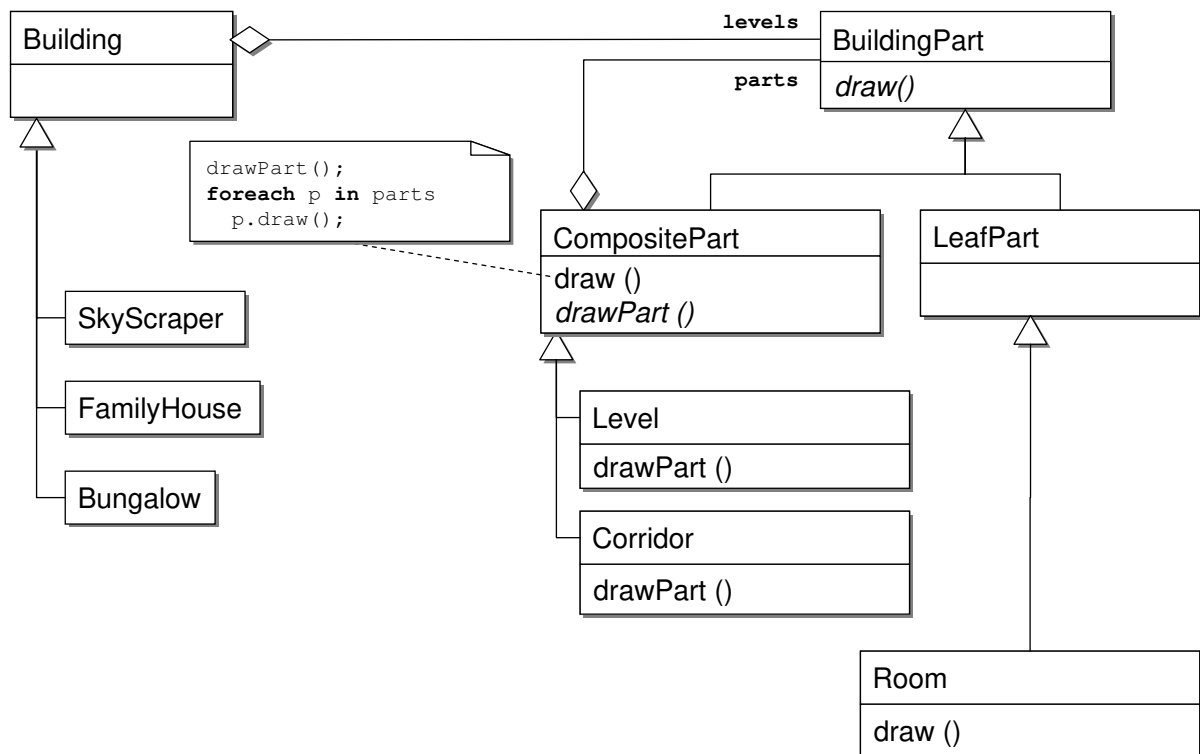 Building
levels
BuildingPart
parts
draw()
drawPart();
foreach p in parts
p.draw();
CompositePart
draw ()
drawPart ()
LeafPart
SkyScraper
FamilyHouse
Bungalow
Level
drawPart ()
Corridor
drawPart ()
Room
draw ()